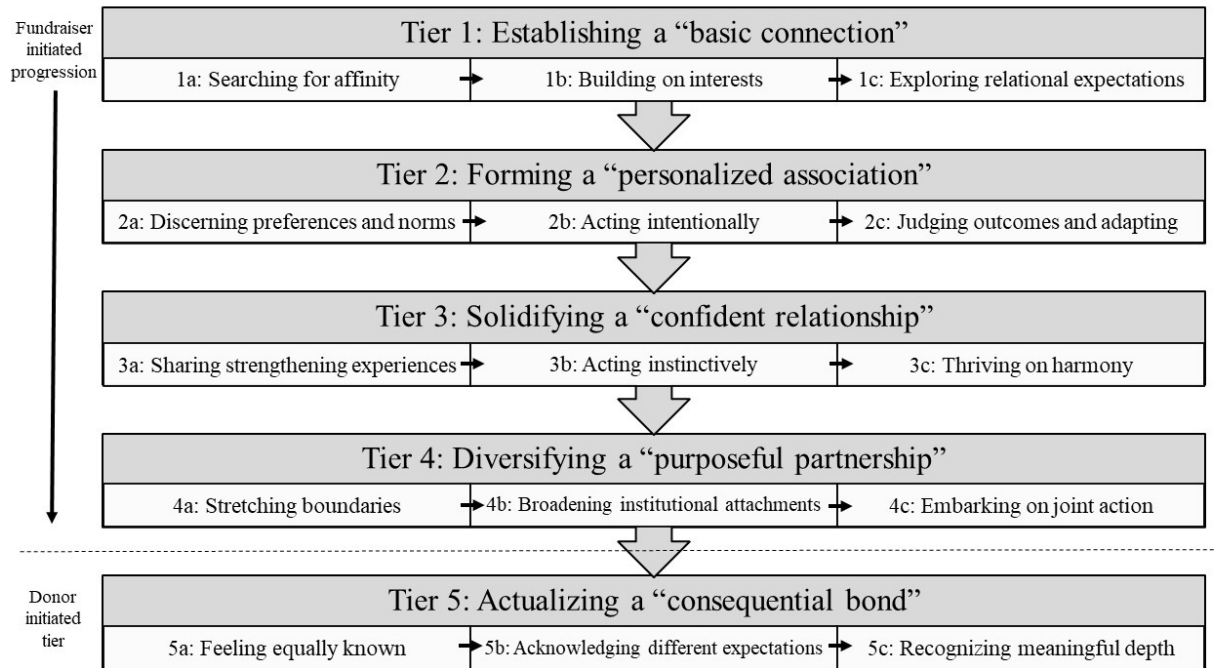 Fundraiser
initiated
progression
Tier 1: Establishing a “basic connection”
1a: Searching for affinity
1b: Building on interests
1c: Exploring relational expectations
Tier 2: Forming a “personalized association”
2a: Discerning preferences and norms
2b: Acting intentionally
2c: Judging outcomes and adapting
Tier 3: Solidifying a “confident relationship”
3a: Sharing strengthening experiences
3b: Acting instinctively
3c: Thriving on harmony
Tier 4: Diversifying a “purposeful partnership”
4a: Stretching boundaries
4b: Broadening institutional attachments
4c: Embarking on joint action
Donor
initiated
tier
Tier 5: Actualizing a “consequential bond”
5a: Feeling equally known
5b: Acknowledging different expectations
5c: Recognizing meaningful depth